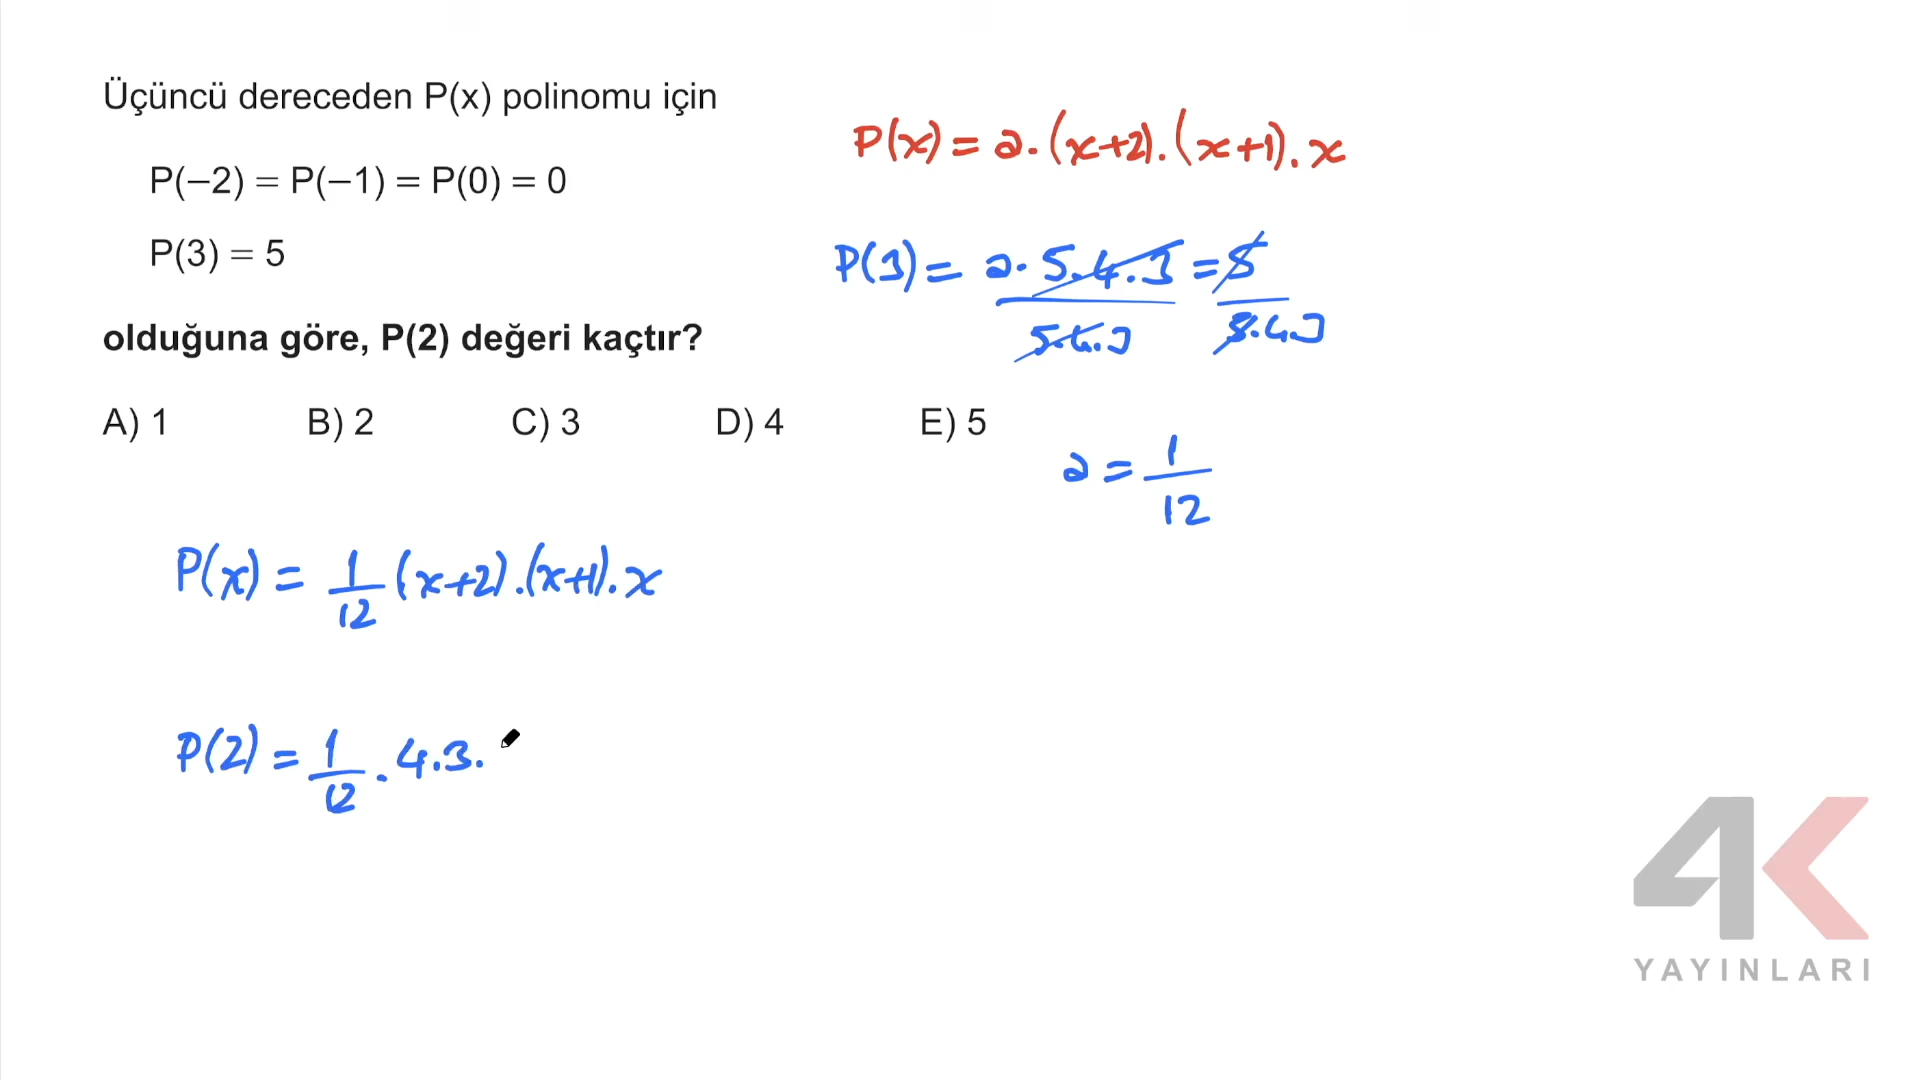 Üçüncü dereceden P(x) polinomu için
P(−2) = P(−1) = P(0) = 0
P(3) = 5
olduğuna göre, P(2) değeri kaçtır?
A) 1 B) 2 C) 3 D) 4 E) 5
P(x) = a.(x+2).(x+1).x
P(3) = a.5.4.3 = 5
5.4.3 5.4.3
a = 1/12
P(x) = 1/12 (x+2).(x+1).x
P(2) = 1/12 . 4.3.
4K
YAYINLARI